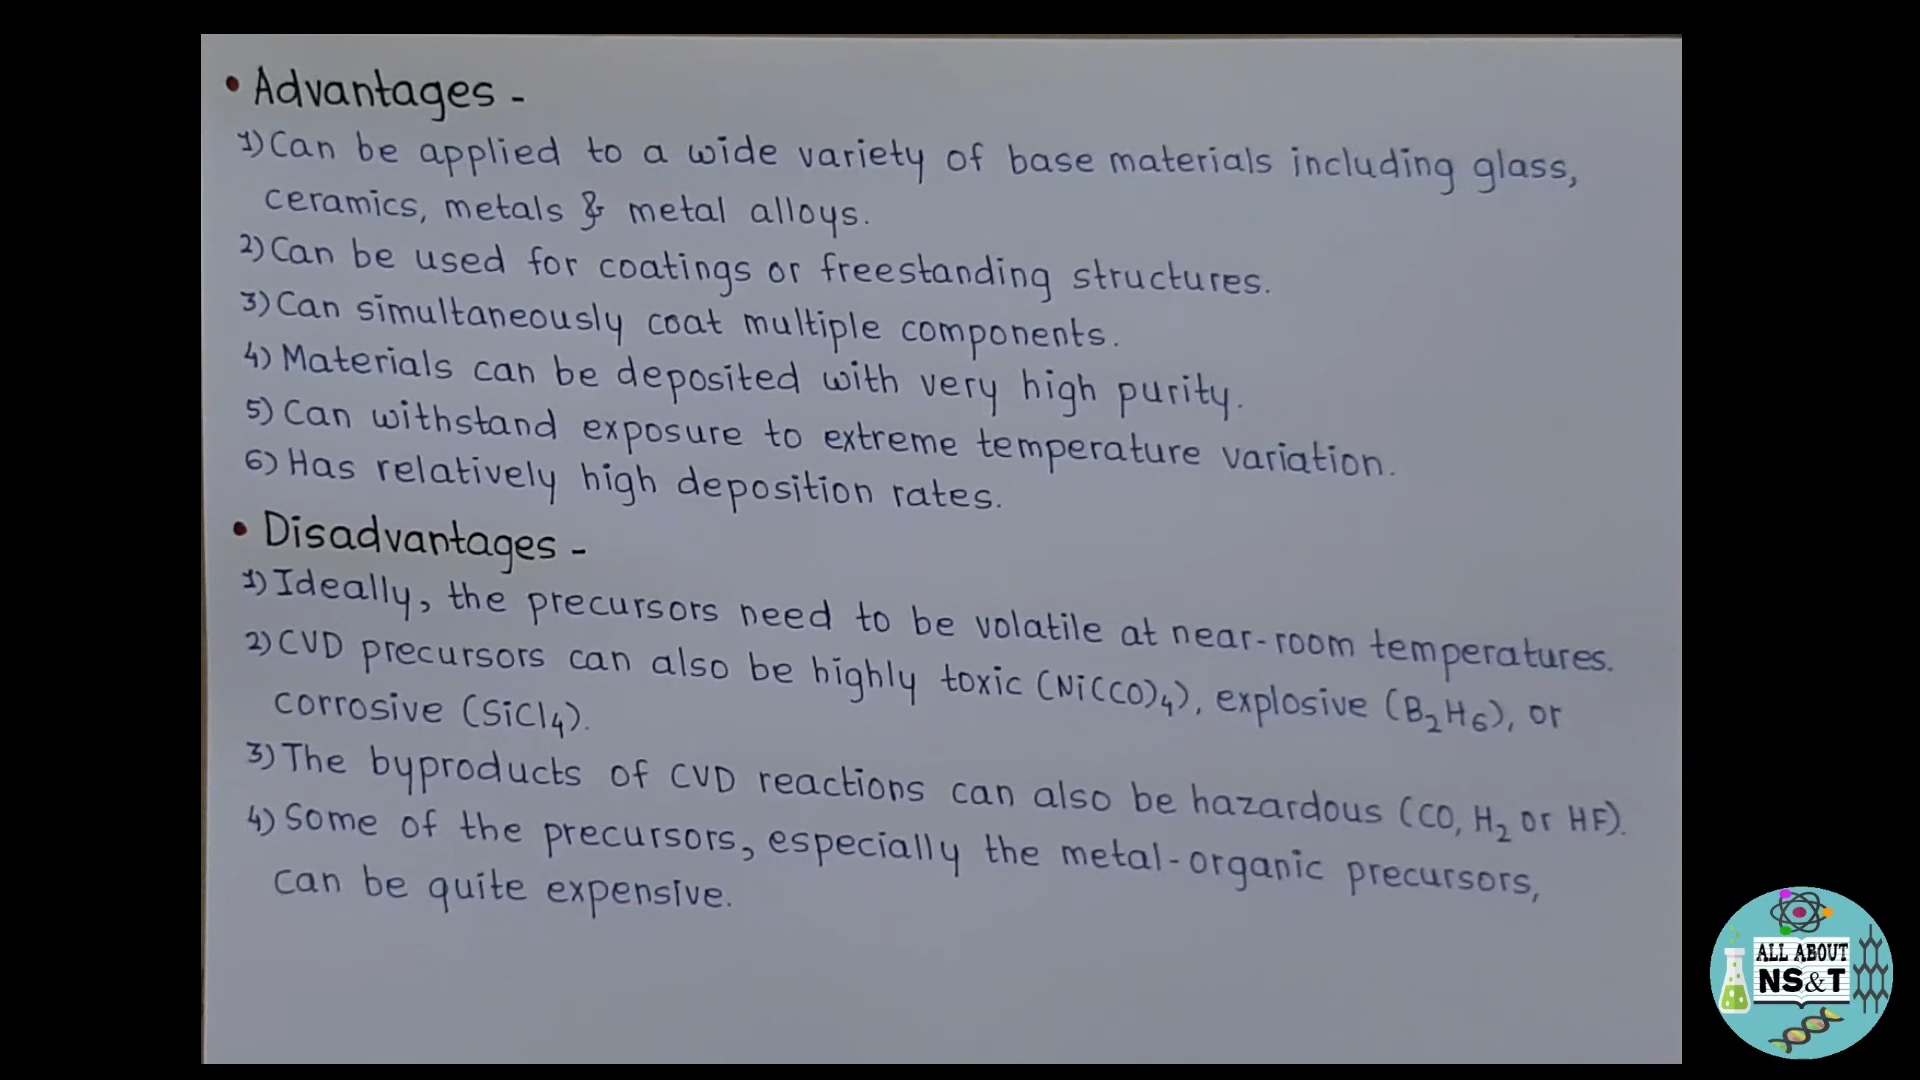 • Advantages -
1) Can be applied to a wide variety of base materials including glass,
ceramics, metals & metal alloys.
2) Can be used for coatings or freestanding structures.
3) Can simultaneously coat multiple components.
4) Materials can be deposited with very high purity.
5) Can withstand exposure to extreme temperature variation.
6) Has relatively high deposition rates.
• Disadvantages -
1) Ideally, the precursors need to be volatile at near-room temperatures.
2) CVD precursors can also be highly toxic (Ni(CO)₄), explosive (B₂H₆), or
corrosive (SiCl₄).
3) The byproducts of CVD reactions can also be hazardous (CO, H₂ or HF).
4) Some of the precursors, especially the metal-organic precursors,
can be quite expensive.
ALL ABOUT
NS&T